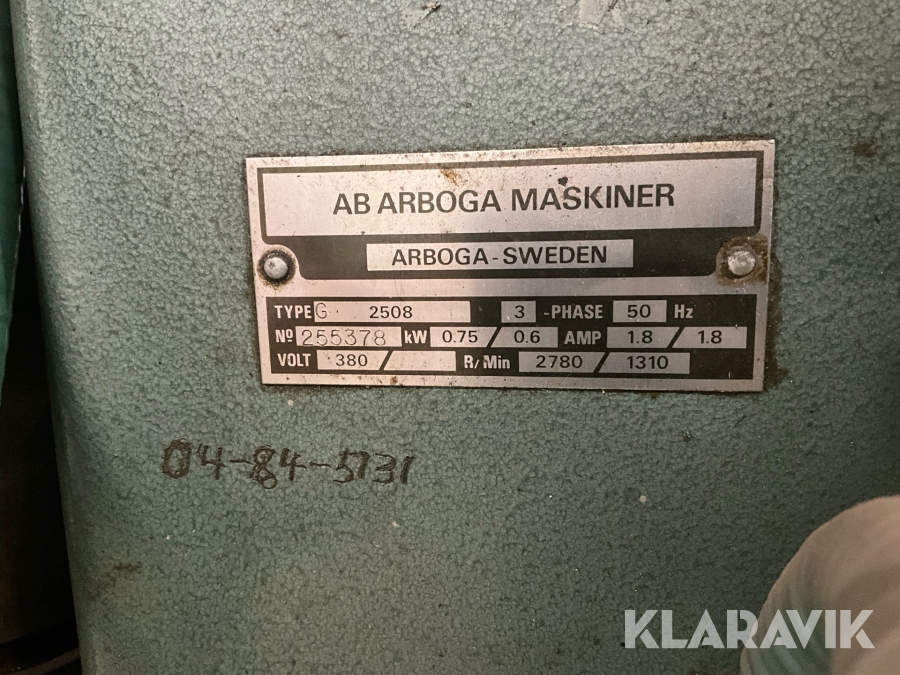 AB ARBOGA MASKINER
ARBOGA-SWEDEN
TYPE G 2508 3 -PHASE 50 Hz
Nº 255378 kW 0.75 / 0.6 AMP 1.8 / 1.8
VOLT 380 / R/Min 2780 / 1310
04-84-5731
KLARAVIK